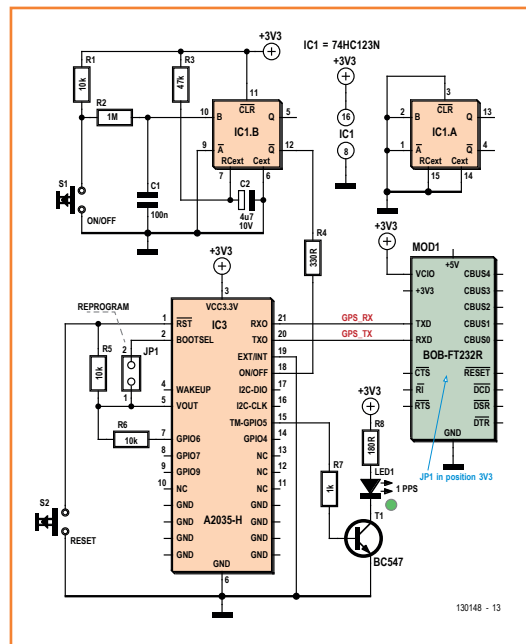 +3V3
IC1 = 74HC123N
R1
10k
R3
47k
R2
1M
11
CLR
10
B
Q
5
IC1.B
9
A
Q
12
RCext
Cext
7
6
C2
4u7
10V
C1
100n
S1
ON/OFF
R4
330R
+3V3
16
IC1
8
3
CLR
2
B
Q
13
IC1.A
1
A
Q
4
RCext
Cext
15
14
+3V3
MOD1
+5V
VCIO
CBUS4
+3V3
CBUS3
CBUS2
TXD
CBUS1
RXD
CBUS0
BOB-FT232R
CTS
RESET
RI
DCD
RTS
DSR
DTR
GND
JP1 in position 3V3
GPS_RX
GPS_TX
+3V3
3
VCC3.3V
IC3
1
RST
RXO
21
2
BOOTSEL
TXO
20
EXT/INT
19
ON/OFF
18
4
WAKEUP
I2C-DIO
17
5
VOUT
I2C-CLK
16
TM-GPIO5
15
7
GPIO6
GPIO4
14
8
GPIO7
NC
13
9
GPIO9
NC
12
10
NC
NC
11
GND
GND
GND
GND
GND
GND
A2035-H
GND
6
REPROGRAM
2
JP1
1
R5
10k
R6
10k
S2
RESET
+3V3
R8
180R
LED1
1 PPS
R7
1k
T1
BC547
130148 - 13